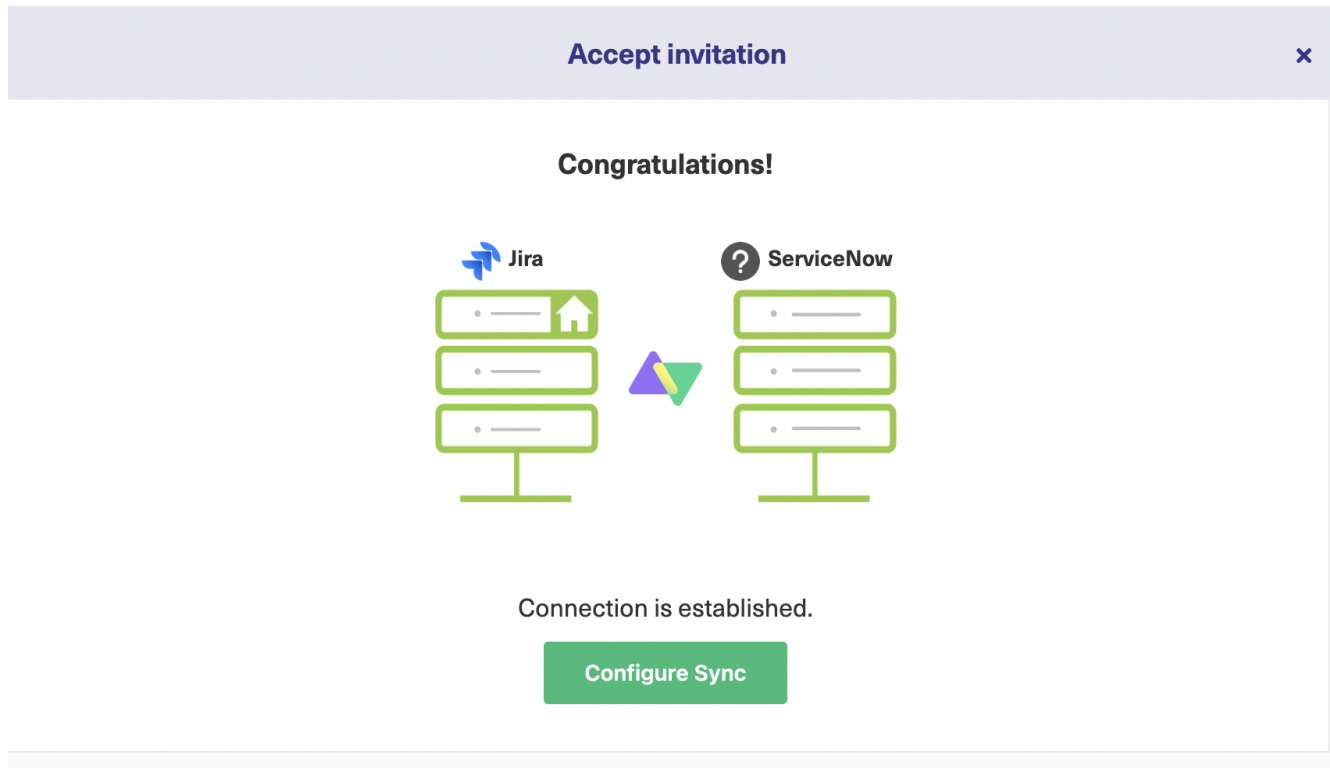 Accept invitation
Congratulations!
Jira
? ServiceNow
Connection is established.
Configure Sync